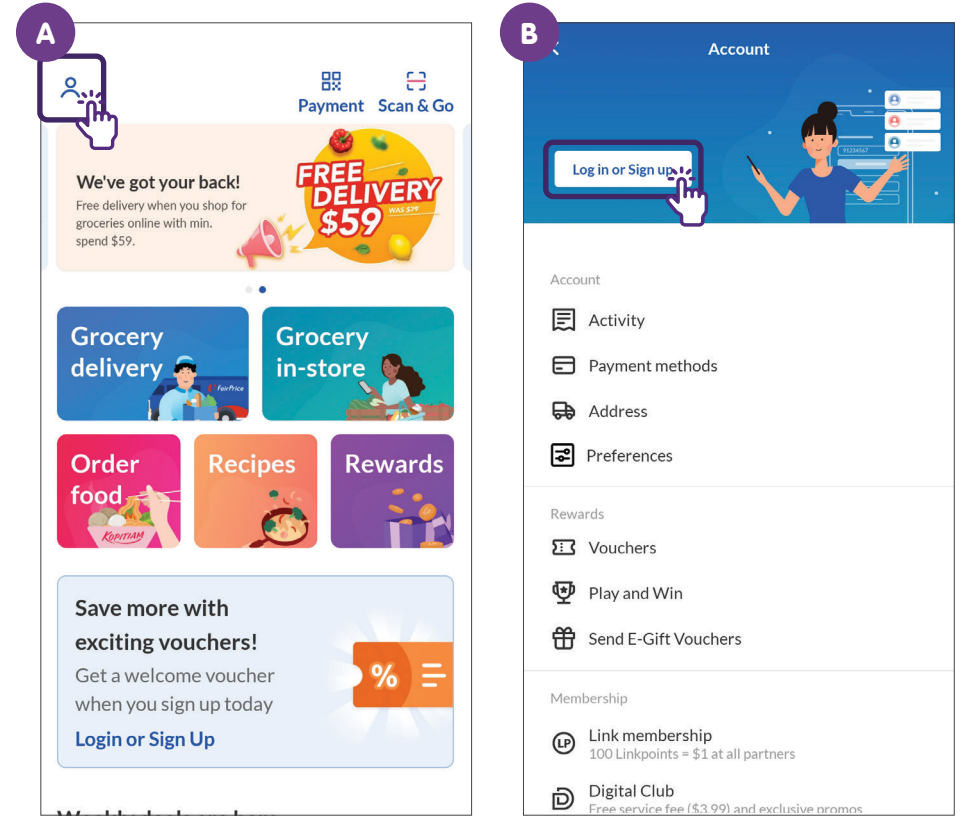 A
Payment Scan & Go
We've got your back!
Free delivery when you shop for
groceries online with min.
spend $59.
FREE
DELIVERY
$59
WAS $79
Grocery
delivery
FairPrice
Grocery
in-store
Order
food
KOPITIAM
Recipes
Rewards
Save more with
exciting vouchers!
Get a welcome voucher
when you sign up today
%
Login or Sign Up
B
Account
91234567
Log in or Sign up
Account
Activity
Payment methods
Address
Preferences
Rewards
Vouchers
Play and Win
Send E-Gift Vouchers
Membership
LP
Link membership
100 Linkpoints = $1 at all partners
Digital Club
Free service fee ($3.99) and exclusive promos